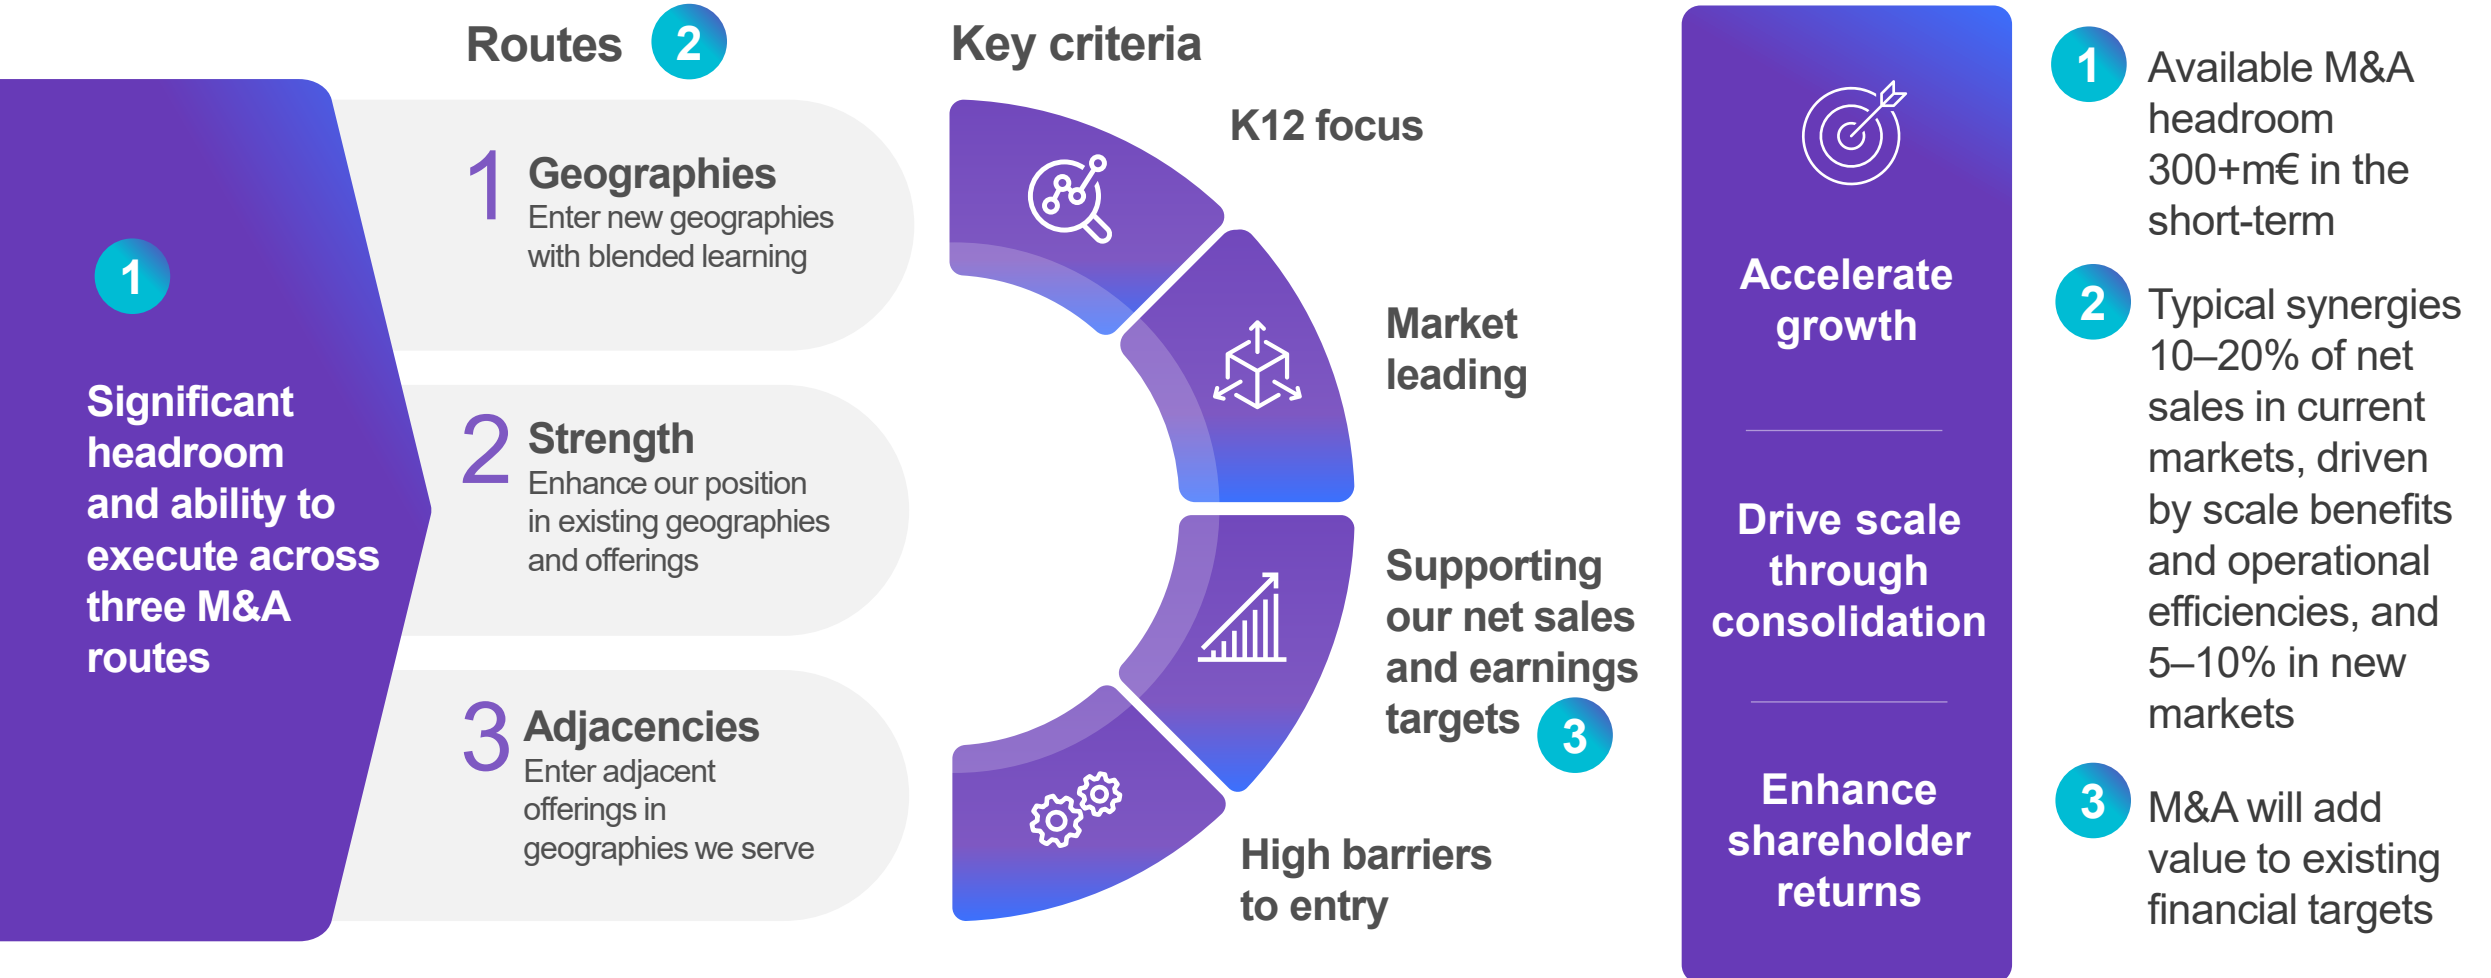 1
Significant
headroom
and ability to
execute across
three M&A
routes
Routes 2
1 Geographies
Enter new geographies
with blended learning
2 Strength
Enhance our position
in existing geographies
and offerings
3 Adjacencies
Enter adjacent
offerings in
geographies we serve
Key criteria
K12 focus
Market
leading
Supporting
our net sales
and earnings
targets 3
High barriers
to entry
Accelerate
growth
Drive scale
through
consolidation
Enhance
shareholder
returns
1 Available M&A
headroom
300+m€ in the
short-term
2 Typical synergies
10–20% of net
sales in current
markets, driven
by scale benefits
and operational
efficiencies, and
5–10% in new
markets
3 M&A will add
value to existing
financial targets